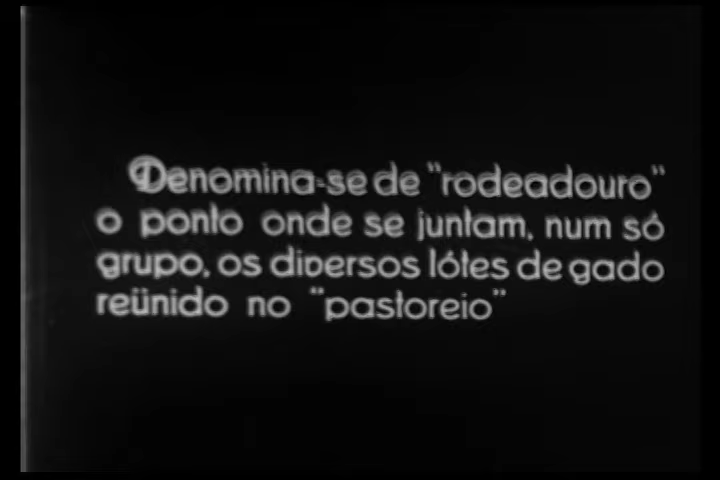 Denomina-se de "rodeadouro"
o ponto onde se juntam, num só
grupo, os diversos lótes de gado
reünido no "pastoreio"